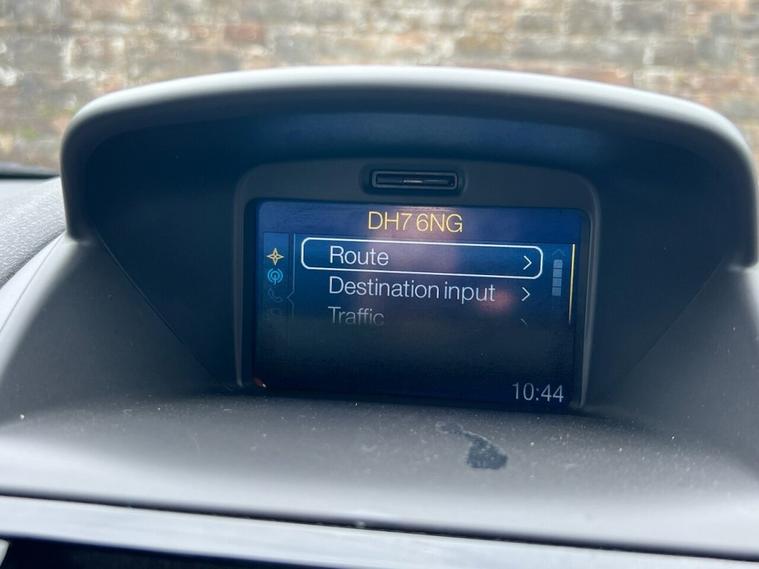 DH7 6NG
Route
Destination input
Traffic
10:44